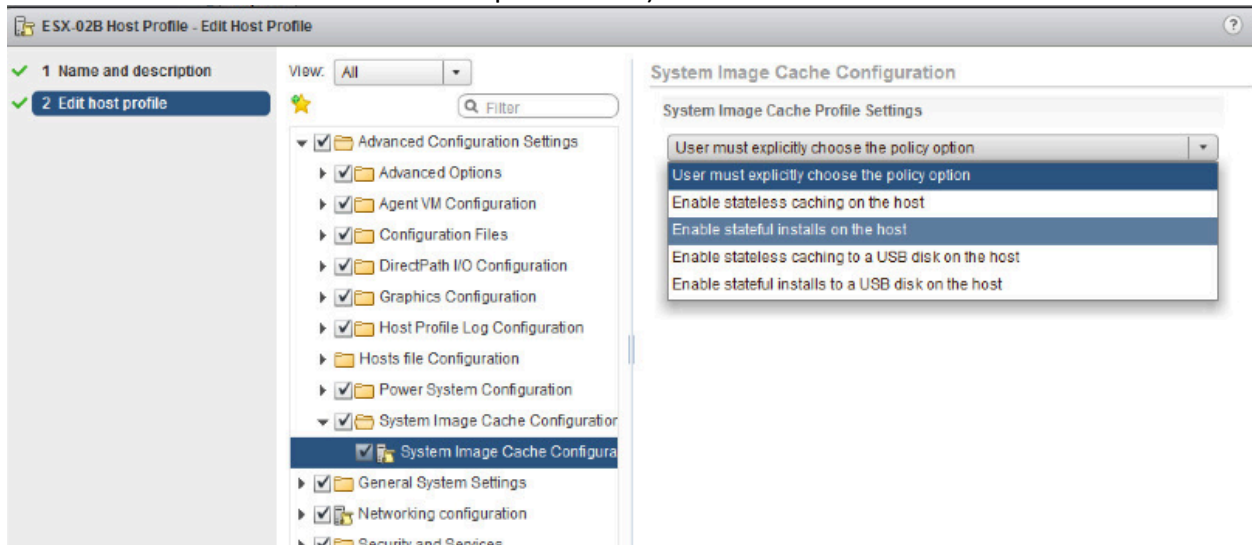 ESX-02B Host Profile - Edit Host Profile
?
1 Name and description
2 Edit host profile
View: All
Filter
Advanced Configuration Settings
Advanced Options
Agent VM Configuration
Configuration Files
DirectPath I/O Configuration
Graphics Configuration
Host Profile Log Configuration
Hosts file Configuration
Power System Configuration
System Image Cache Configuration
System Image Cache Configura
General System Settings
Networking configuration
Security and Services
System Image Cache Configuration
System Image Cache Profile Settings
User must explicitly choose the policy option
User must explicitly choose the policy option
Enable stateless caching on the host
Enable stateful installs on the host
Enable stateless caching to a USB disk on the host
Enable stateful installs to a USB disk on the host